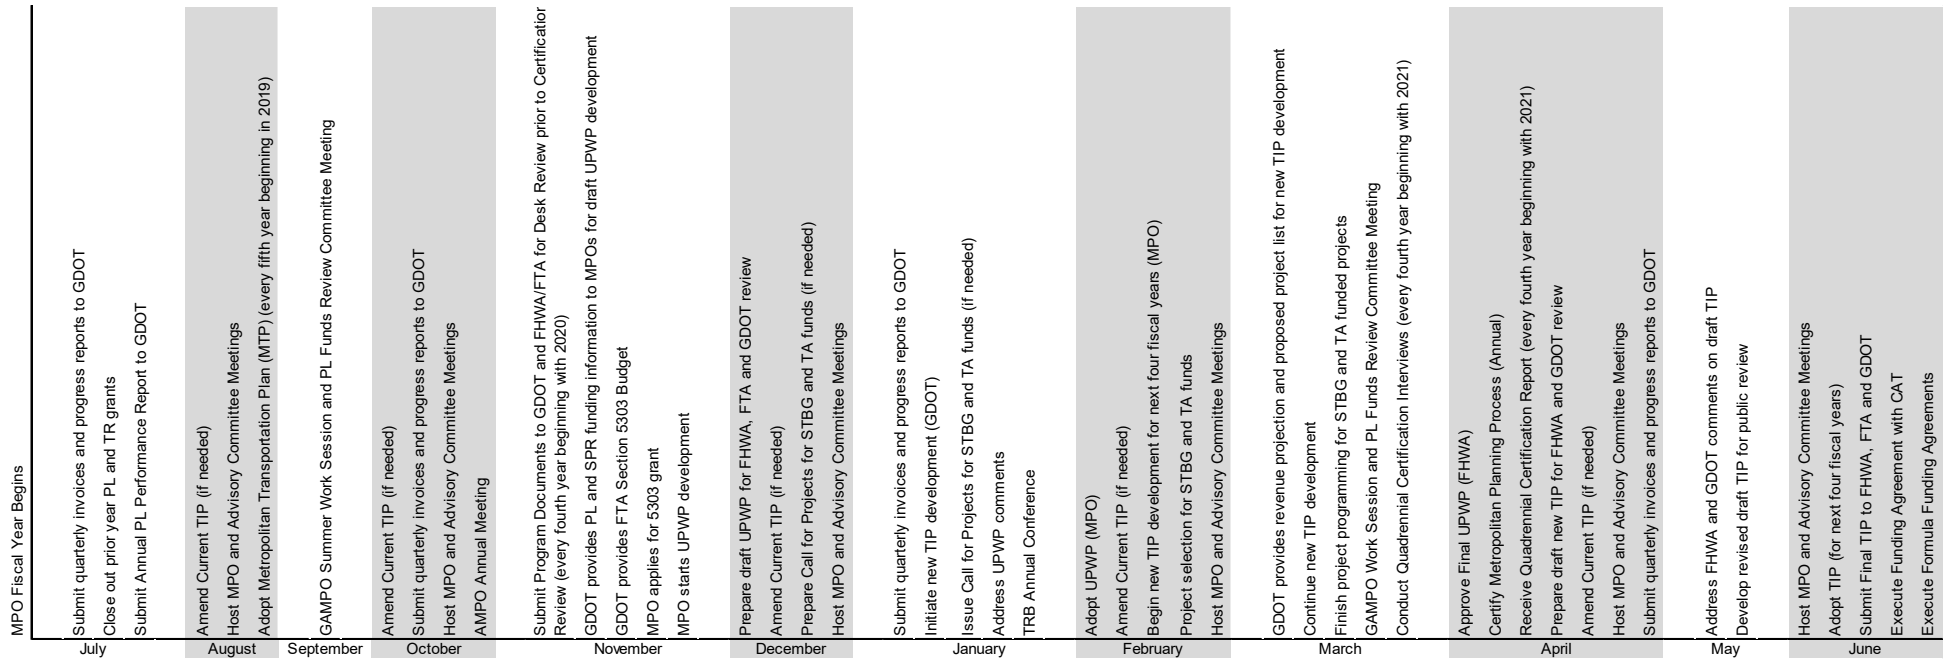 MPO Fiscal Year Begins
Submit quarterly invoices and progress reports to GDOT
Close out prior year PL and TR grants
Submit Annual PL Performance Report to GDOT
July
Amend Current TIP (if needed)
Host MPO and Advisory Committee Meetings
Adopt Metropolitan Transportation Plan (MTP) (every fifth year beginning in 2019)
August
GAMPO Summer Work Session and PL Funds Review Committee Meeting
September
Amend Current TIP (if needed)
Submit quarterly invoices and progress reports to GDOT
Host MPO and Advisory Committee Meetings
AMPO Annual Meeting
October
Submit Program Documents to GDOT and FHWA/FTA for Desk Review prior to Certificatior
Review (every fourth year beginning with 2020)
GDOT provides PL and SPR funding information to MPOs for draft UPWP development
GDOT provides FTA Section 5303 Budget
MPO applies for 5303 grant
MPO starts UPWP development
November
Prepare draft UPWP for FHWA, FTA and GDOT review
Amend Current TIP (if needed)
Prepare Call for Projects for STBG and TA funds (if needed)
Host MPO and Advisory Committee Meetings
December
Submit quarterly invoices and progress reports to GDOT
Initiate new TIP development (GDOT)
Issue Call for Projects for STBG and TA funds (if needed)
Address UPWP comments
TRB Annual Conference
January
Adopt UPWP (MPO)
Amend Current TIP (if needed)
Begin new TIP development for next four fiscal years (MPO)
Project selection for STBG and TA funds
Host MPO and Advisory Committee Meetings
February
GDOT provides revenue projection and proposed project list for new TIP development
Continue new TIP development
Finish project programming for STBG and TA funded projects
GAMPO Work Session and PL Funds Review Committee Meeting
Conduct Quadrennial Certification Interviews (every fourth year beginning with 2021)
March
Approve Final UPWP (FHWA)
Certify Metropolitan Planning Process (Annual)
Receive Quadrennial Certification Report (every fourth year beginning with 2021)
Prepare draft new TIP for FHWA and GDOT review
Amend Current TIP (if needed)
Host MPO and Advisory Committee Meetings
Submit quarterly invoices and progress reports to GDOT
April
Address FHWA and GDOT comments on draft TIP
Develop revised draft TIP for public review
May
Host MPO and Advisory Committee Meetings
Adopt TIP (for next four fiscal years)
Submit Final TIP to FHWA, FTA and GDOT
Execute Funding Agreement with CAT
Execute Formula Funding Agreements
June